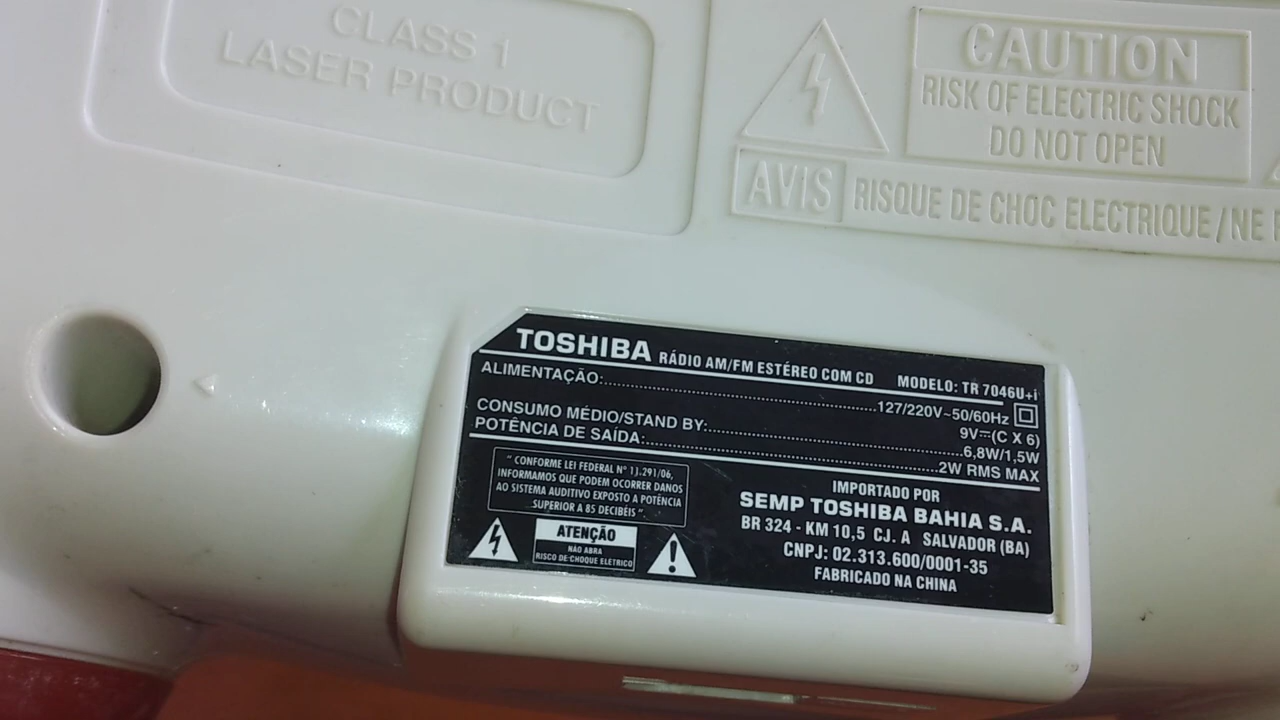 CLASS 1
LASER PRODUCT
CAUTION
RISK OF ELECTRIC SHOCK
DO NOT OPEN
AVIS RISQUE DE CHOC ELECTRIQUE/NE
TOSHIBA RÁDIO AM/FM ESTÉREO COM CD MODELO: TR 7046U+i
ALIMENTAÇÃO:..........127/220V~50/60Hz
9V⎓(C X 6)
CONSUMO MÉDIO/STAND BY:..........6,8W/1,5W
POTÊNCIA DE SAÍDA:..........2W RMS MAX
" CONFORME LEI FEDERAL Nº 11.291/06,
INFORMAMOS QUE PODEM OCORRER DANOS
AO SISTEMA AUDITIVO EXPOSTO A POTÊNCIA
SUPERIOR A 85 DECIBÉIS ".
ATENÇÃO
NÃO ABRA
RISCO DE CHOQUE ELETRICO
IMPORTADO POR
SEMP TOSHIBA BAHIA S.A.
BR 324 - KM 10,5 CJ. A SALVADOR (BA)
CNPJ: 02.313.600/0001-35
FABRICADO NA CHINA